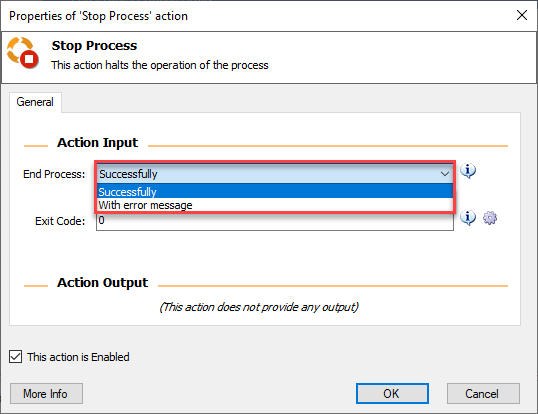 Properties of 'Stop Process' action
Stop Process
This action halts the operation of the process
General
Action Input
End Process: Successfully
Successfully
With error message
Exit Code: 0
Action Output
(This action does not provide any output)
This action is Enabled
More Info OK Cancel